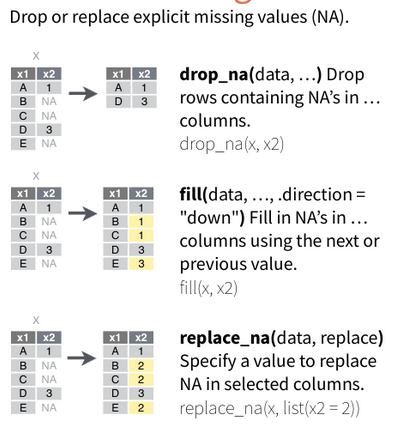 Drop or replace explicit missing values (NA).
x
x1 x2 x1 x2
A 1 A 1
B NA D 3
C NA
D 3
E NA
drop_na(data, …) Drop
rows containing NA's in …
columns.
drop_na(x, x2)
x
x1 x2 x1 x2
A 1 A 1
B NA B 1
C NA C 1
D 3 D 3
E NA E 3
fill(data, …, .direction =
"down") Fill in NA's in …
columns using the next or
previous value.
fill(x, x2)
x
x1 x2 x1 x2
A 1 A 1
B NA B 2
C NA C 2
D 3 D 3
E NA E 2
replace_na(data, replace)
Specify a value to replace
NA in selected columns.
replace_na(x, list(x2 = 2))